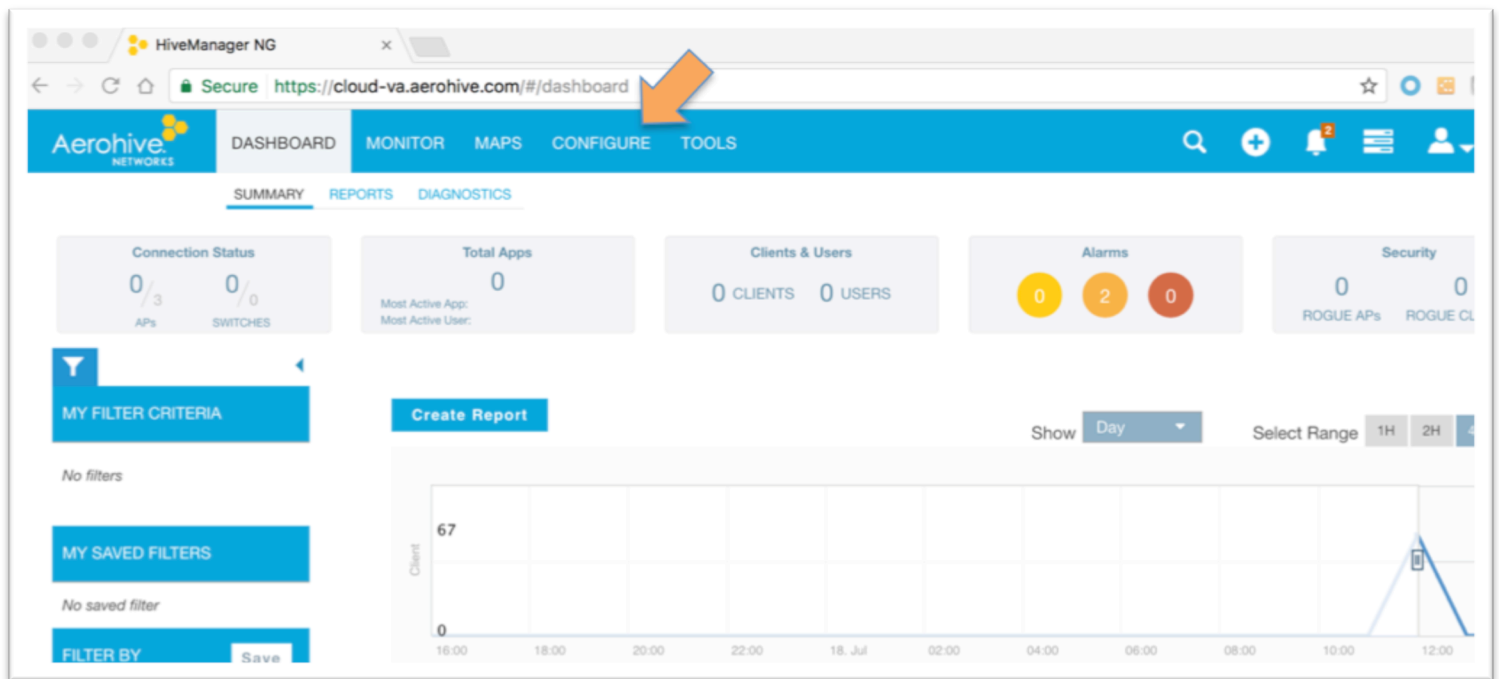 HiveManager NG
Secure https://cloud-va.aerohive.com/#/dashboard
Aerohive
NETWORKS
DASHBOARD MONITOR MAPS CONFIGURE TOOLS
2
SUMMARY REPORTS DIAGNOSTICS
Connection Status
0/3 0/0
APs SWITCHES
Total Apps
0
Most Active App:
Most Active User:
Clients & Users
0 CLIENTS 0 USERS
Alarms
0 2 0
Security
0 0
ROGUE APs ROGUE CL
MY FILTER CRITERIA
No filters
MY SAVED FILTERS
No saved filter
FILTER BY Save
Create Report
Show Day Select Range 1H 2H 4
67
Client
0
16:00 18:00 20:00 22:00 18. Jul 02:00 04:00 06:00 08:00 10:00 12:00